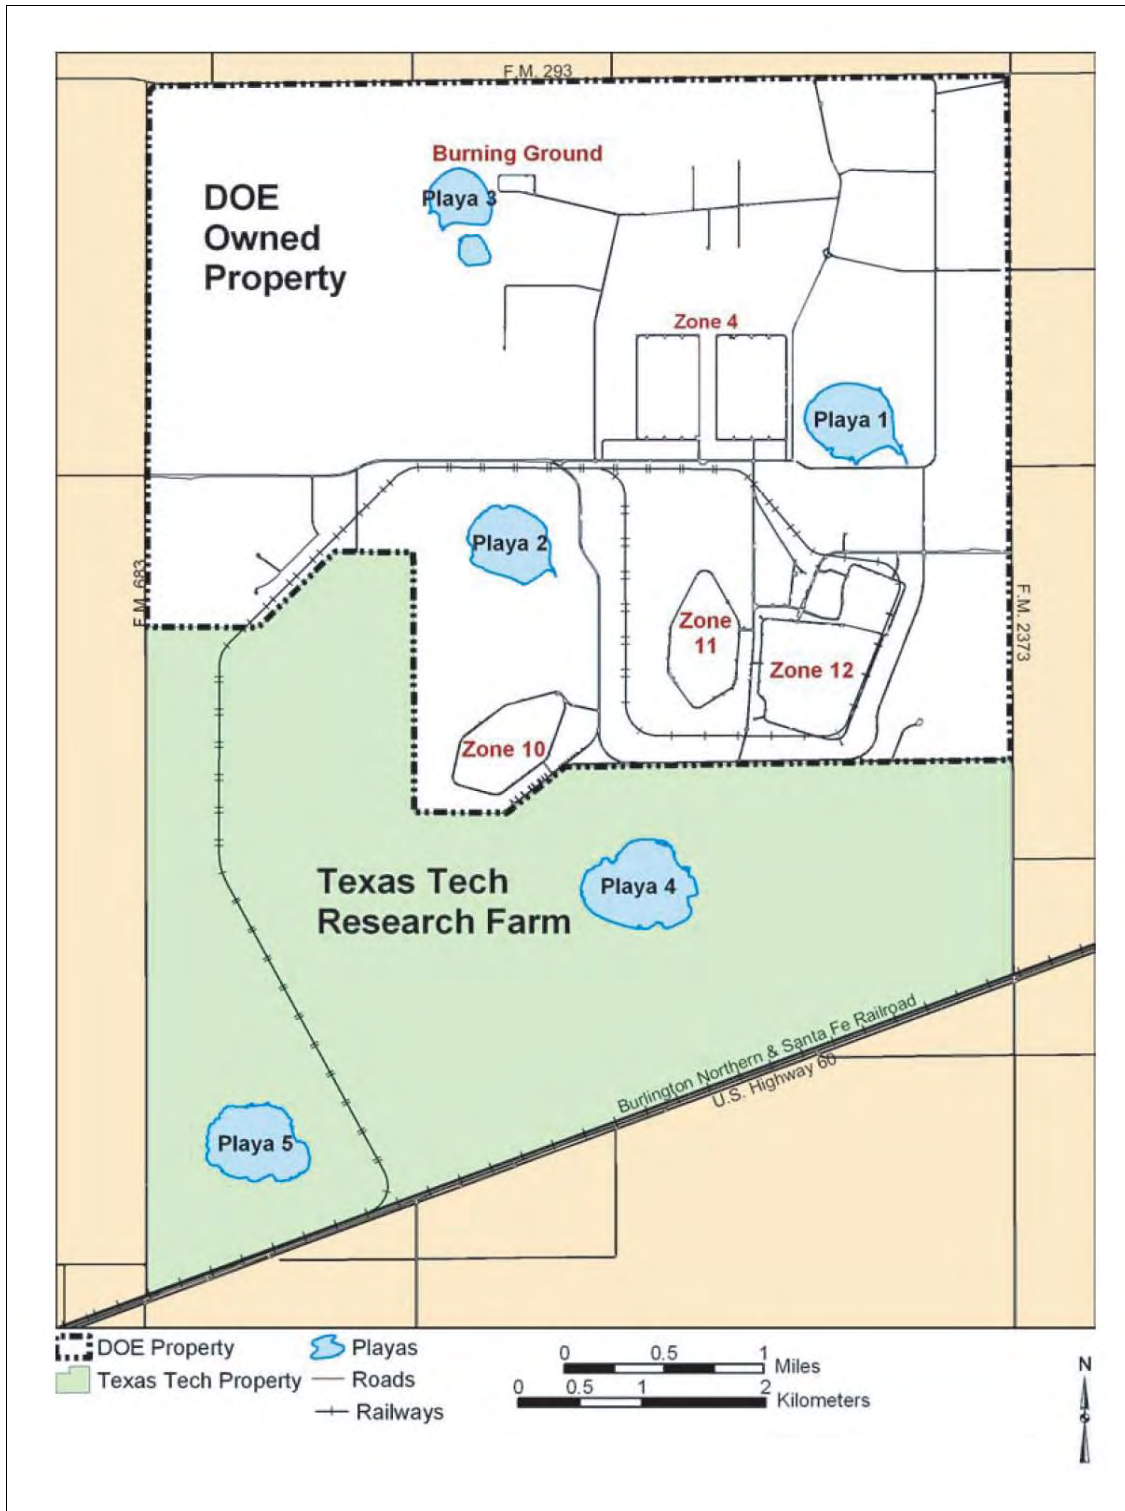 F.M. 293
Burning Ground
Playa 3
DOE
Owned
Property
Zone 4
Playa 1
Playa 2
F.M. 683
F.M. 2373
Zone
11
Zone 12
Zone 10
Texas Tech
Research Farm
Playa 4
Burlington Northern & Santa Fe Railroad
U.S. Highway 60
Playa 5
DOE Property
Texas Tech Property
Playas
Roads
Railways
0 0.5 1
Miles
0 0.5 1 2
Kilometers
N